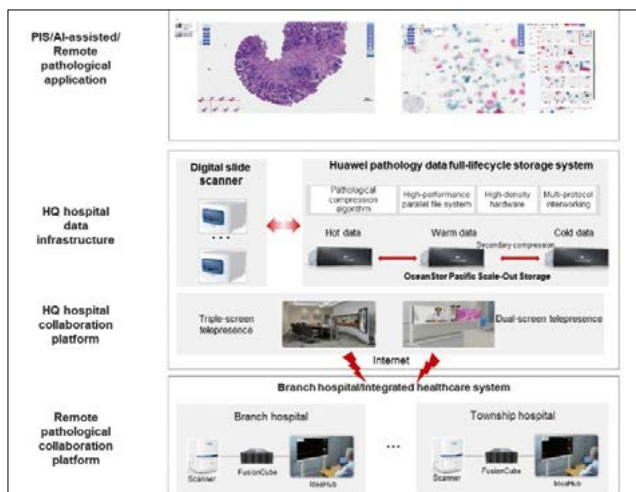 PIS/AI-assisted/
Remote
pathological
application
HQ hospital
data
infrastructure
Digital slide
scanner
Huawei pathology data full-lifecycle storage system
Pathological
compression
algorithm
High-performance
parallel file system
High-density
hardware
Multi-protocol
interworking
Hot data
Warm data
Cold data
Secondary compression
OceanStor Pacific Scale-Out Storage
HQ hospital
collaboration
platform
Triple-screen
telepresence
Dual-screen telepresence
Internet
Branch hospital/Integrated healthcare system
Remote
pathological
collaboration
platform
Branch hospital
Scanner
FusionCube
IdeaHub
...
Township hospital
Scanner
FusionCube
IdeaHub